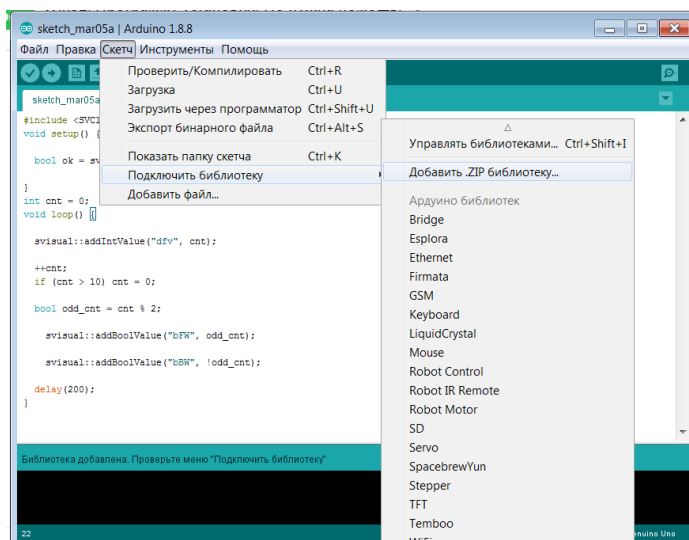 sketch_mar05a | Arduino 1.8.8
Файл Правка Скетч Инструменты Помощь
sketch_mar05a
Проверить/Компилировать Ctrl+R
Загрузка Ctrl+U
Загрузить через программатор Ctrl+Shift+U
Экспорт бинарного файла Ctrl+Alt+S
Показать папку скетча Ctrl+K
Подключить библиотеку
Добавить файл...
Управлять библиотеками... Ctrl+Shift+I
Добавить .ZIP библиотеку...
Ардуино библиотек
Bridge
Esplora
Ethernet
Firmata
GSM
Keyboard
LiquidCrystal
Mouse
Robot Control
Robot IR Remote
Robot Motor
SD
Servo
SpacebrewYun
Stepper
TFT
Temboo
#include <SVCl
void setup() {
bool ok = sv
}
int cnt = 0;
void loop() {
svisual::addIntValue("dfv", cnt);
++cnt;
if (cnt > 10) cnt = 0;
bool odd_cnt = cnt % 2;
svisual::addBoolValue("bFW", odd_cnt);
svisual::addBoolValue("bBW", !odd_cnt);
delay(200);
}
Библиотека добавлена. Проверьте меню "Подключить библиотеку"
22
nuino Uno